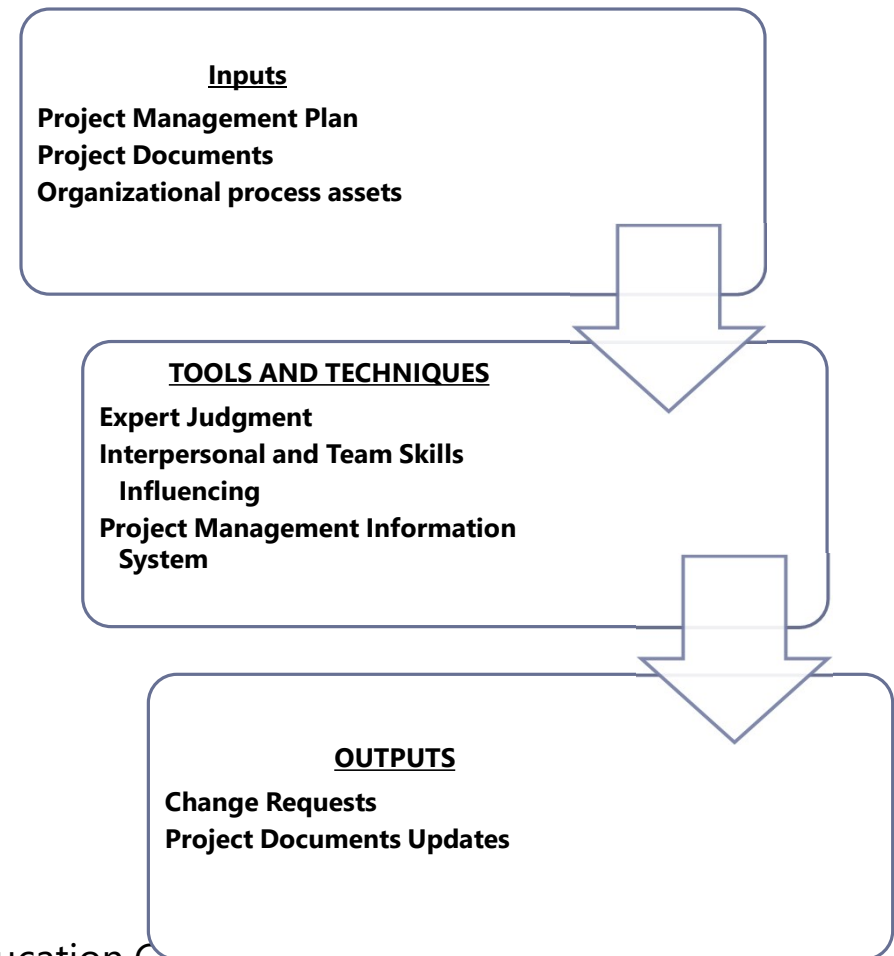 Inputs
Project Management Plan
Project Documents
Organizational process assets
TOOLS AND TECHNIQUES
Expert Judgment
Interpersonal and Team Skills
Influencing
Project Management Information
System
OUTPUTS
Change Requests
Project Documents Updates